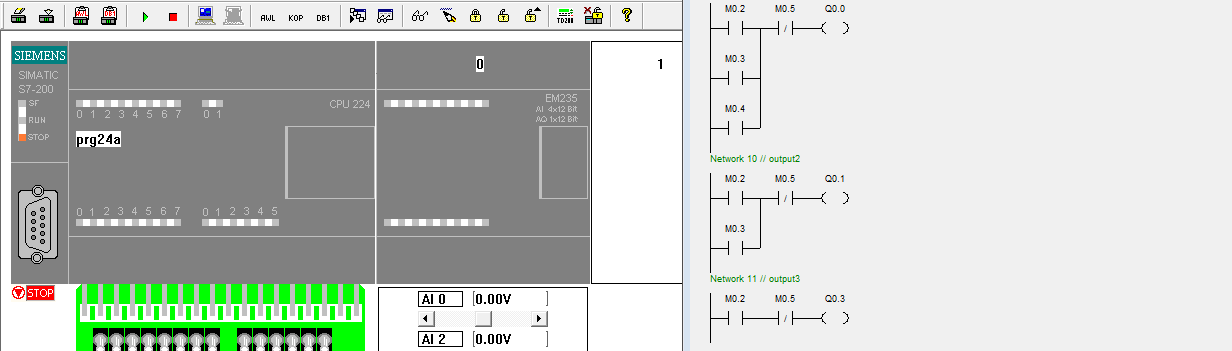 AWL KOP DB1 TD200 ?
SIEMENS
SIMATIC
S7-200
SF
RUN
STOP
0 1 2 3 4 5 6 7 0 1
CPU 224
prg24a
0 1 2 3 4 5 6 7 0 1 2 3 4 5
0
EM235
AI 4x12 Bit
AQ 1x12 Bit
1
STOP
AI 0 0.00V
AI 2 0.00V
M0.2 M0.5 Q0.0
/
M0.3
M0.4
Network 10 // output2
M0.2 M0.5 Q0.1
/
M0.3
Network 11 // output3
M0.2 M0.5 Q0.3
/